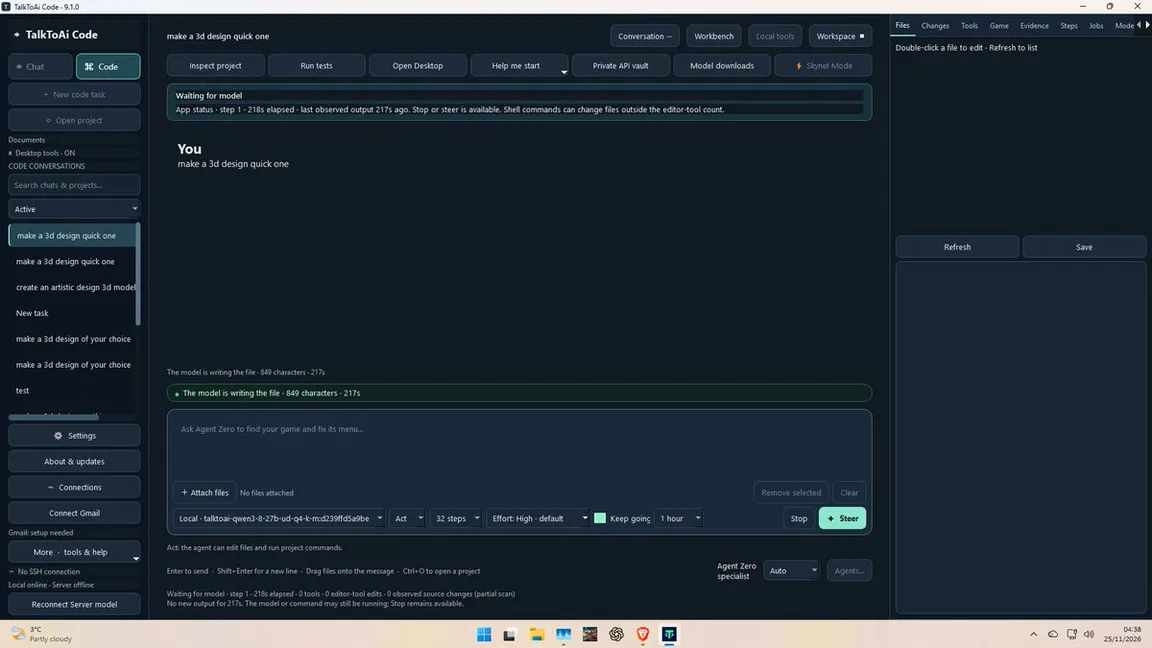 TalkToAi Code - 9.1.0
TalkToAi Code
Chat
Code
+ New code task
Open project
Documents
Desktop tools · ON
CODE CONVERSATIONS
Search chats & projects...
Active
make a 3d design quick one
make a 3d design quick one
create an artistic design 3d model
New task
make a 3d design of your choice
make a 3d design of your choice
test
Settings
About & updates
Connections
Connect Gmail
Gmail: setup needed
More · tools & help
No SSH connection
Local online · Server offline
Reconnect Server model
make a 3d design quick one
Conversation
Workbench
Local tools
Workspace
Inspect project
Run tests
Open Desktop
Help me start
Private API vault
Model downloads
Skynet Mode
Waiting for model
App status · step 1 · 218s elapsed · last observed output 217s ago. Stop or steer is available. Shell commands can change files outside the editor-tool count.
You
make a 3d design quick one
The model is writing the file · 849 characters · 217s
The model is writing the file · 849 characters · 217s
Ask Agent Zero to find your game and fix its menu...
+ Attach files
No files attached
Remove selected
Clear
Local · talktoai-qwen3-8-27b-ud-q4-k-m:d239ffd5a9be
Act
32 steps
Effort: High · default
Keep going
1 hour
Stop
Steer
Act: the agent can edit files and run project commands.
Enter to send · Shift+Enter for a new line · Drag files onto the message · Ctrl+O to open a project
Agent Zero
specialist
Auto
Agents...
Waiting for model · step 1 · 218s elapsed · 0 tools · 0 editor-tool edits · 0 observed source changes (partial scan)
No new output for 217s. The model or command may still be running; Stop remains available.
Files
Changes
Tools
Game
Evidence
Steps
Jobs
Mode
Double-click a file to edit · Refresh to list
Refresh
Save
3°C
Partly cloudy
04:38
25/11/2026